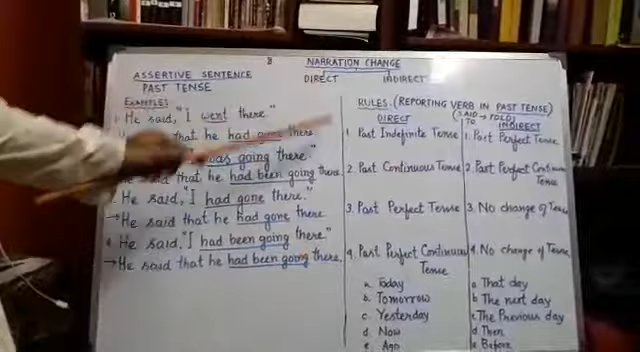 8
NARRATION CHANGE
DIRECT INDIRECT
ASSERTIVE SENTENCE
PAST TENSE
EXAMPLES
1. He said, "I went there."
that he had gone there
was going there."
said that he had been going there.
He said, "I had gone there."
→He said that he had gone there
4. He said, "I had been going there"
→He said that he had been going there.
RULES. (REPORTING VERB IN PAST TENSE)
(SAID → TOLD)
TO
DIRECT INDIRECT
1. Past Indefinite Tense 1. Past Perfect Tense
2. Past Continuous Tense 2. Past Perfect Continuous
Tense
3. Past Perfect Tense 3. No change of Tense
4. Past Perfect Continuous 4. No change of Tense
Tense
a. Today a. That day
b. Tomorrow b. The next day
c. Yesterday c. The Previous day
d. Now d. Then
e. Ago e. Before